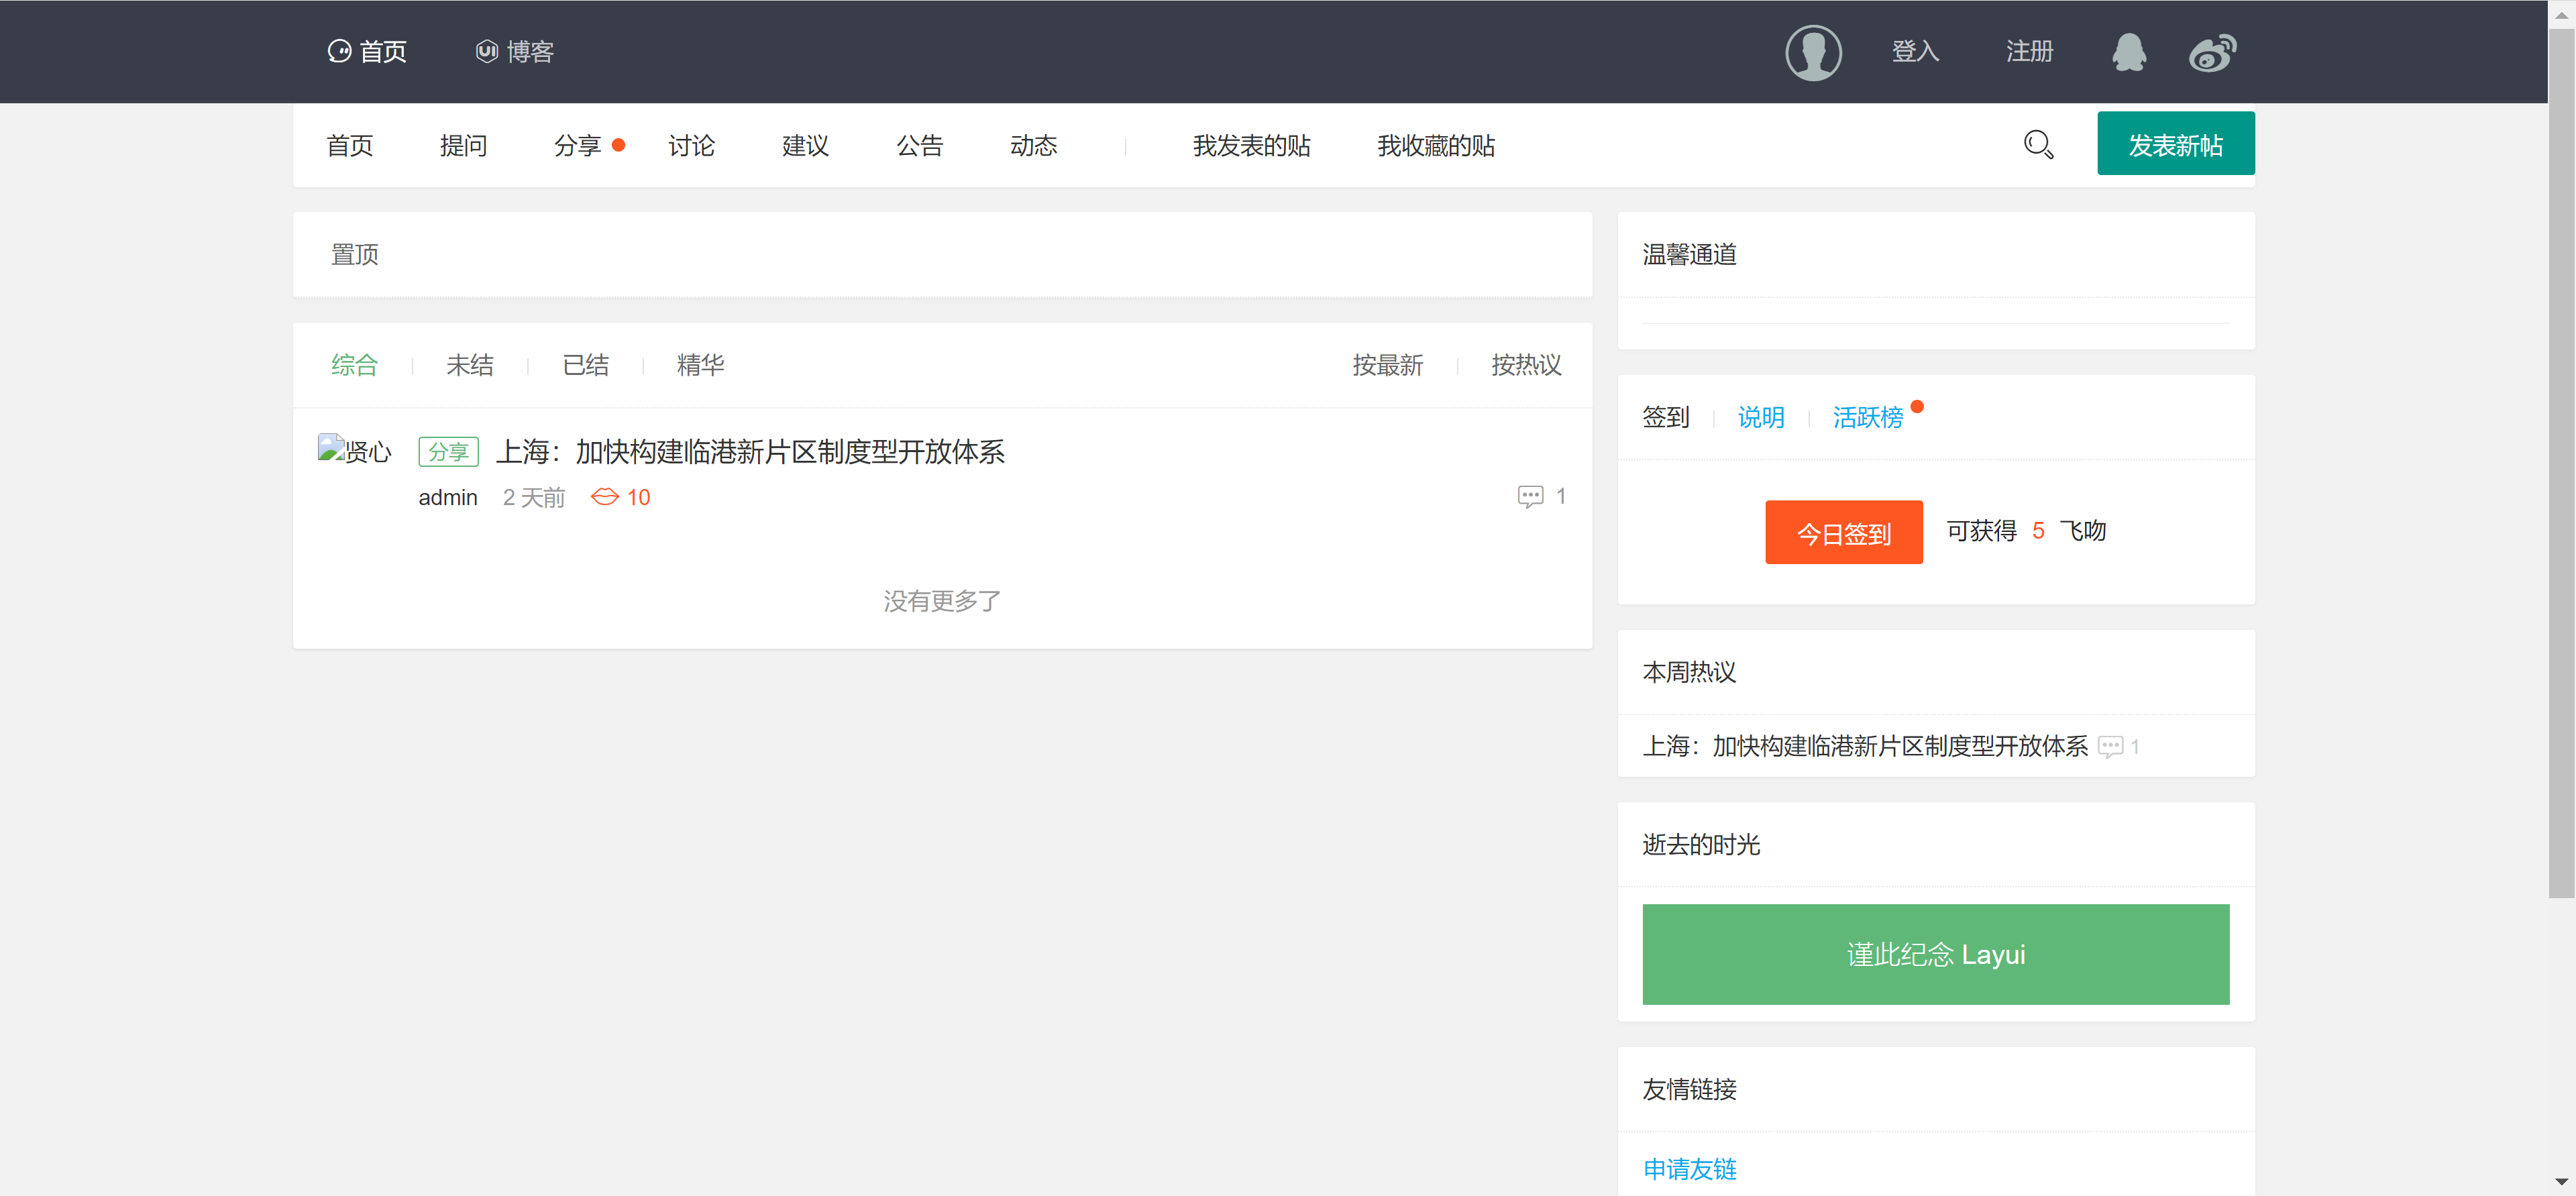 首页 博客 登入 注册
首页 提问 分享 讨论 建议 公告 动态 我发表的贴 我收藏的贴 发表新帖
置顶
综合 未结 已结 精华 按最新 按热议
贤心 分享 上海：加快构建临港新片区制度型开放体系
admin 2 天前 10 1
没有更多了
温馨通道
签到 说明 活跃榜
今日签到 可获得 5 飞吻
本周热议
上海：加快构建临港新片区制度型开放体系 1
逝去的时光
谨此纪念 Layui
友情链接
申请友链